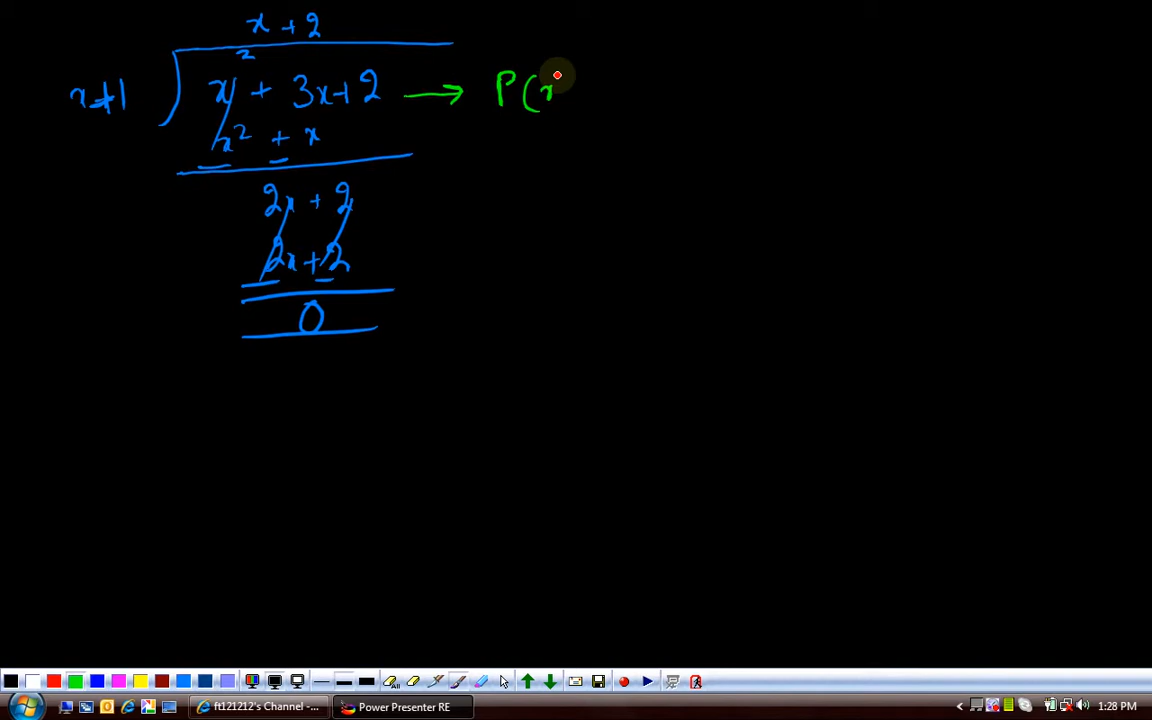 x + 2
x + 1 ) x² + 3x + 2 → P(x
x² + x
2x + 2
2x + 2
0
ft121212's Channel -...
Power Presenter RE
1:28 PM